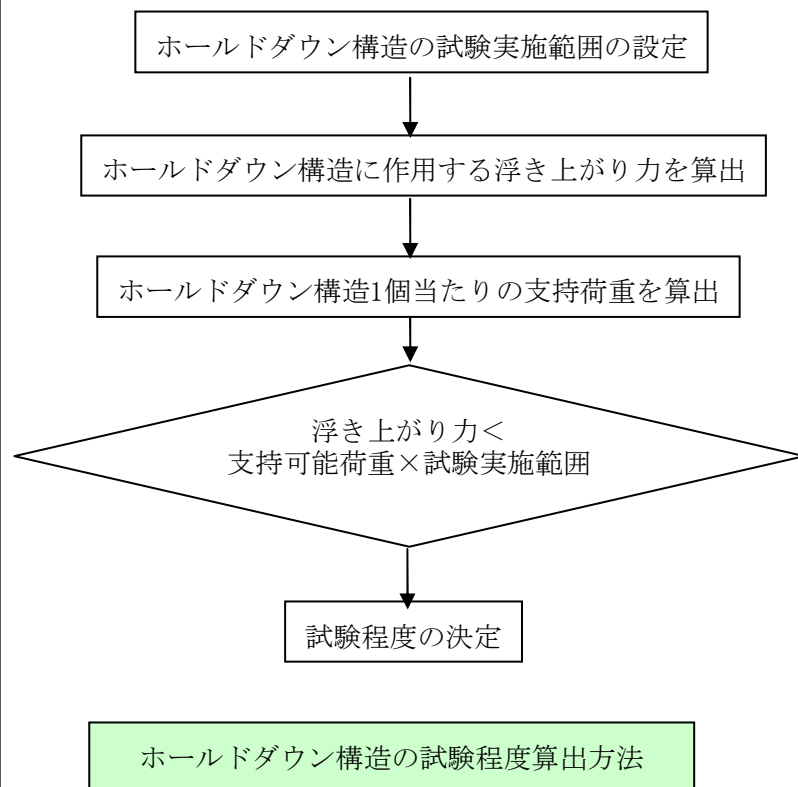 ホールドダウン構造の試験実施範囲の設定
ホールドダウン構造に作用する浮き上がり力を算出
ホールドダウン構造1個当たりの支持荷重を算出
浮き上がり力＜
支持可能荷重×試験実施範囲
試験程度の決定
ホールドダウン構造の試験程度算出方法